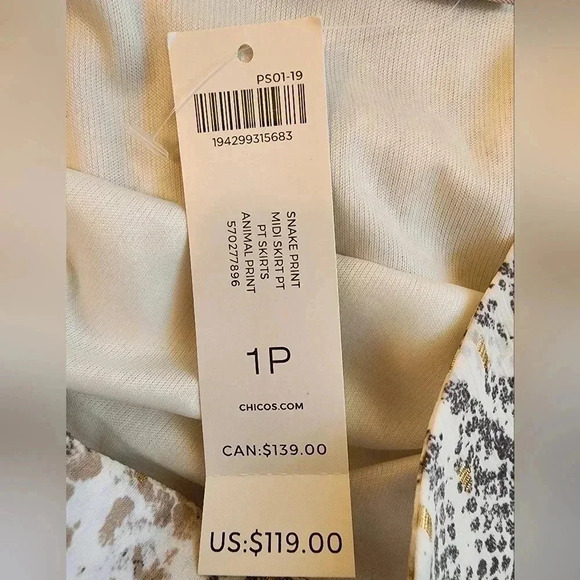 PS01-19
194299315683
SNAKE PRINT
MIDI SKIRT PT
PT SKIRTS
ANIMAL PRINT
570277896
1P
CHICOS.COM
CAN:$139.00
US:$119.00